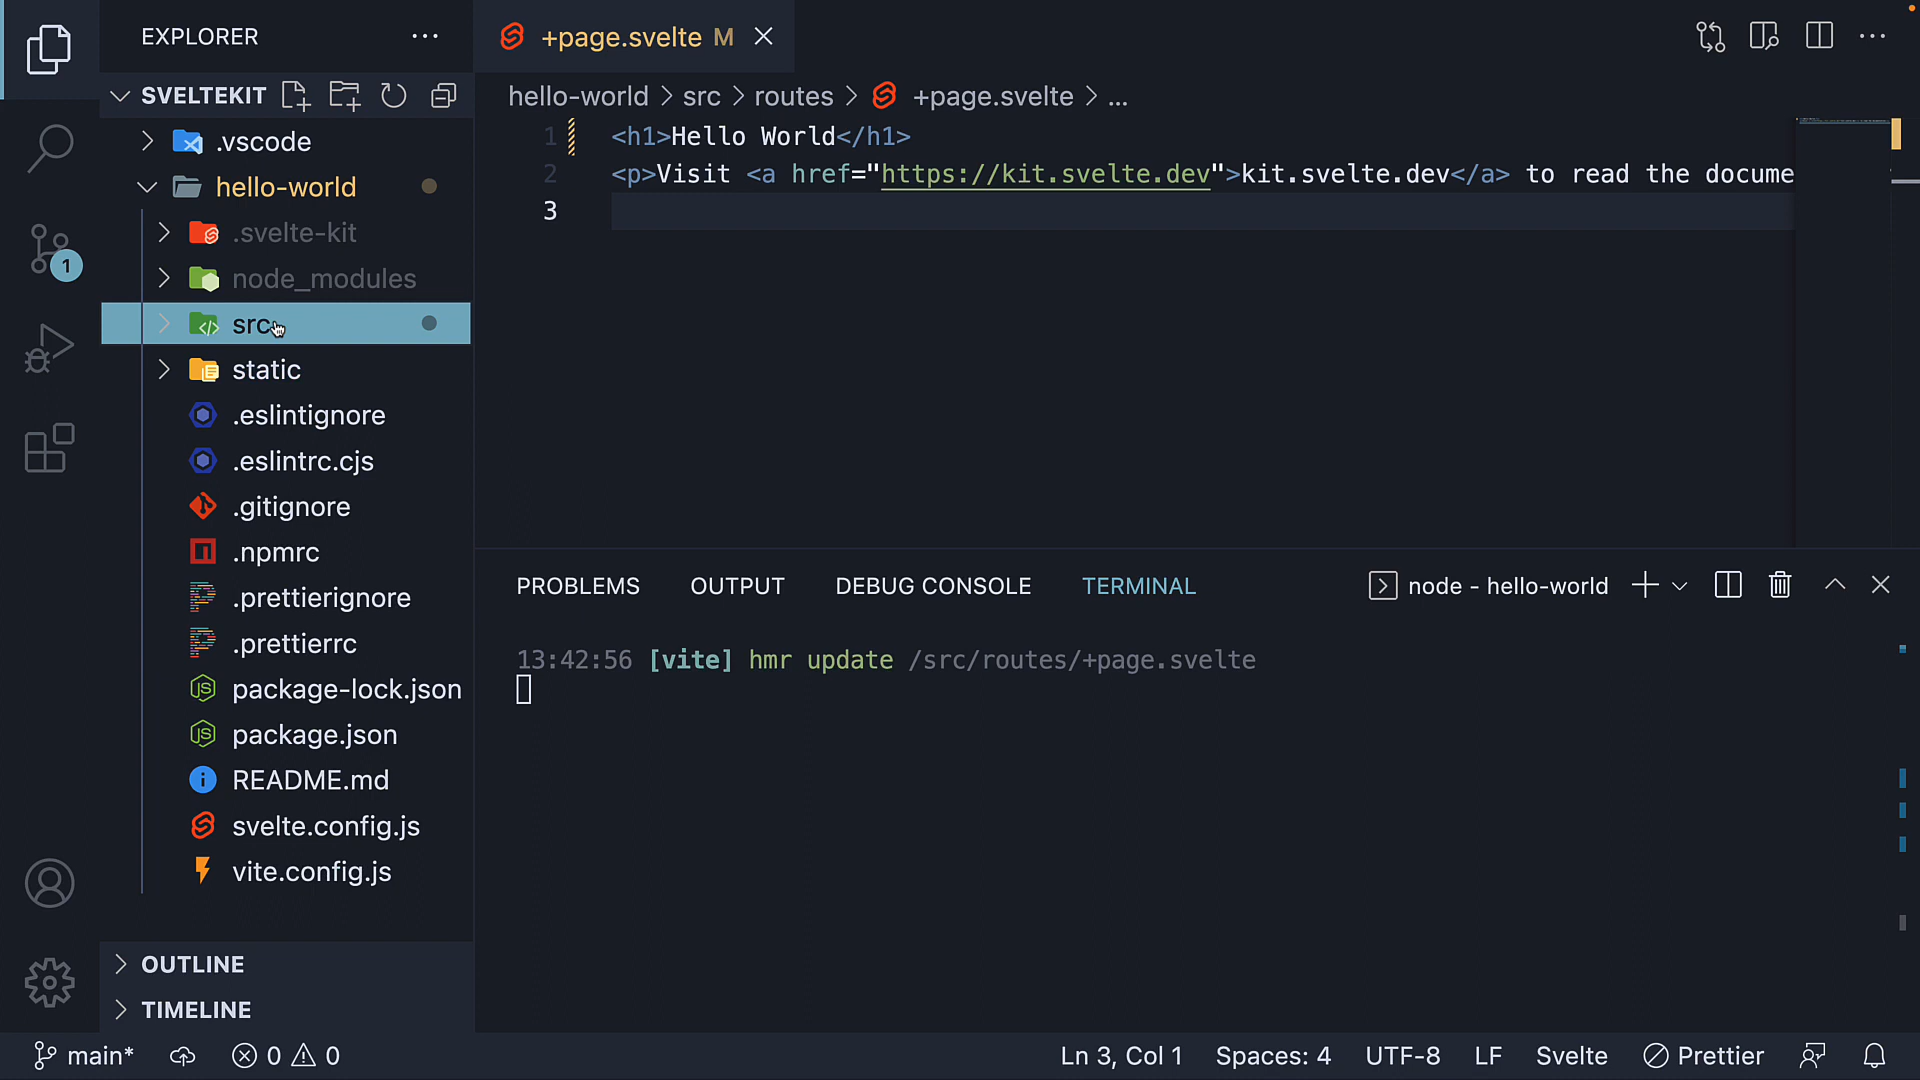 EXPLORER
SVELTEKIT
.vscode
hello-world
.svelte-kit
node_modules
src
static
.eslintignore
.eslintrc.cjs
.gitignore
.npmrc
.prettierignore
.prettierrc
package-lock.json
package.json
README.md
svelte.config.js
vite.config.js
OUTLINE
TIMELINE
1
+page.svelte M
hello-world > src > routes > +page.svelte > ...
1 <h1>Hello World</h1>
2 <p>Visit <a href="https://kit.svelte.dev">kit.svelte.dev</a> to read the docume
3
PROBLEMS OUTPUT DEBUG CONSOLE TERMINAL node - hello-world
13:42:56 [vite] hmr update /src/routes/+page.svelte
main* 0 0 Ln 3, Col 1 Spaces: 4 UTF-8 LF Svelte Prettier